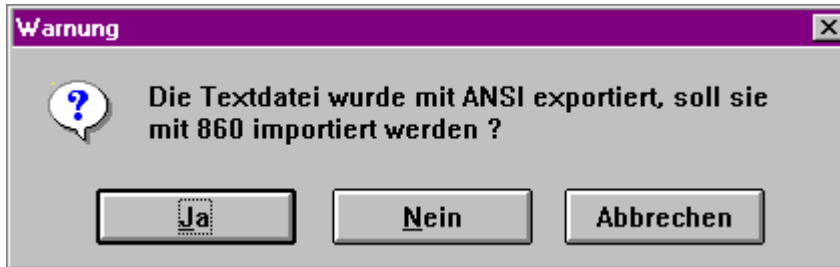 Warnung
Die Textdatei wurde mit ANSI exportiert, soll sie
mit 860 importiert werden ?
Ja
Nein
Abbrechen